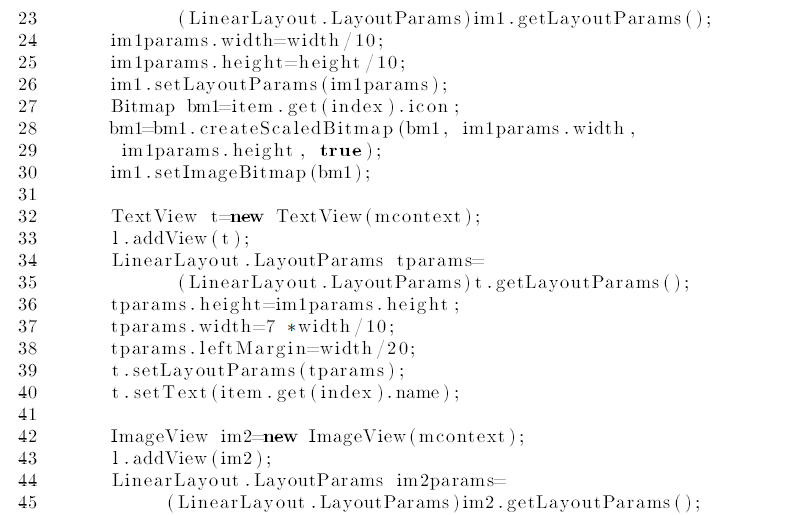 23 (LinearLayout.LayoutParams)im1.getLayoutParams();
24 im1params.width=width/10;
25 im1params.height=height/10;
26 im1.setLayoutParams(im1params);
27 Bitmap bm1=item.get(index).icon;
28 bm1=bm1.createScaledBitmap(bm1, im1params.width,
29 im1params.height, true);
30 im1.setImageBitmap(bm1);
31
32 TextView t=new TextView(mcontext);
33 l.addView(t);
34 LinearLayout.LayoutParams tparams=
35 (LinearLayout.LayoutParams)t.getLayoutParams();
36 tparams.height=im1params.height;
37 tparams.width=7 *width/10;
38 tparams.leftMargin=width/20;
39 t.setLayoutParams(tparams);
40 t.setText(item.get(index).name);
41
42 ImageView im2=new ImageView(mcontext);
43 l.addView(im2);
44 LinearLayout.LayoutParams im2params=
45 (LinearLayout.LayoutParams)im2.getLayoutParams();